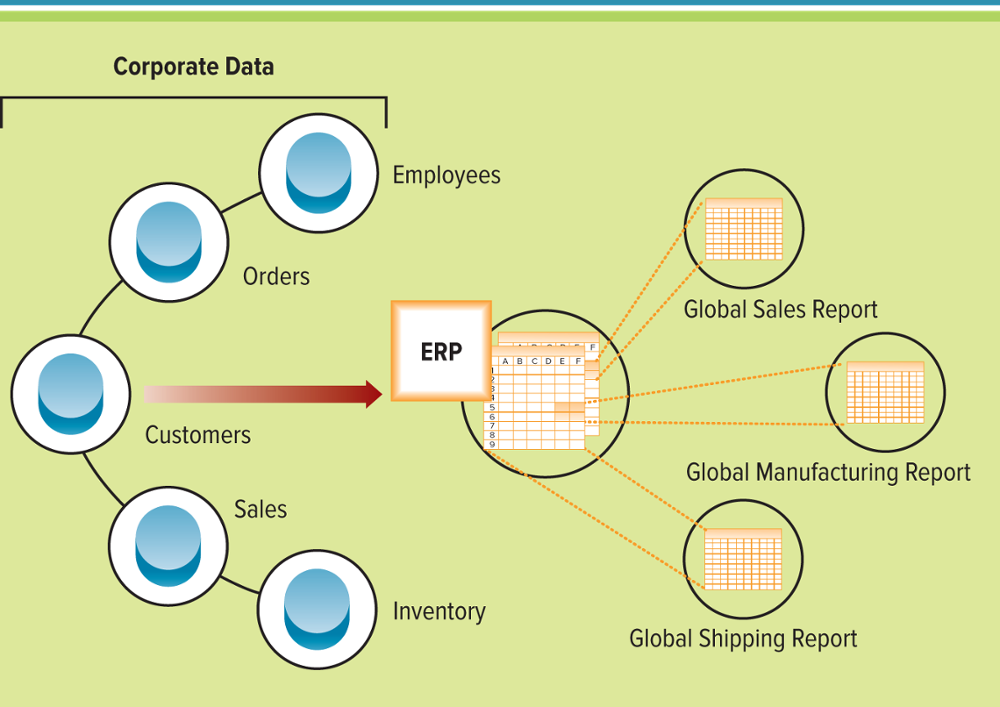 Corporate Data
Employees
Orders
Customers
Sales
Inventory
ERP
A B C D E F
A B C D E F
1
2
3
4
5
6
7
8
9
Global Sales Report
Global Manufacturing Report
Global Shipping Report